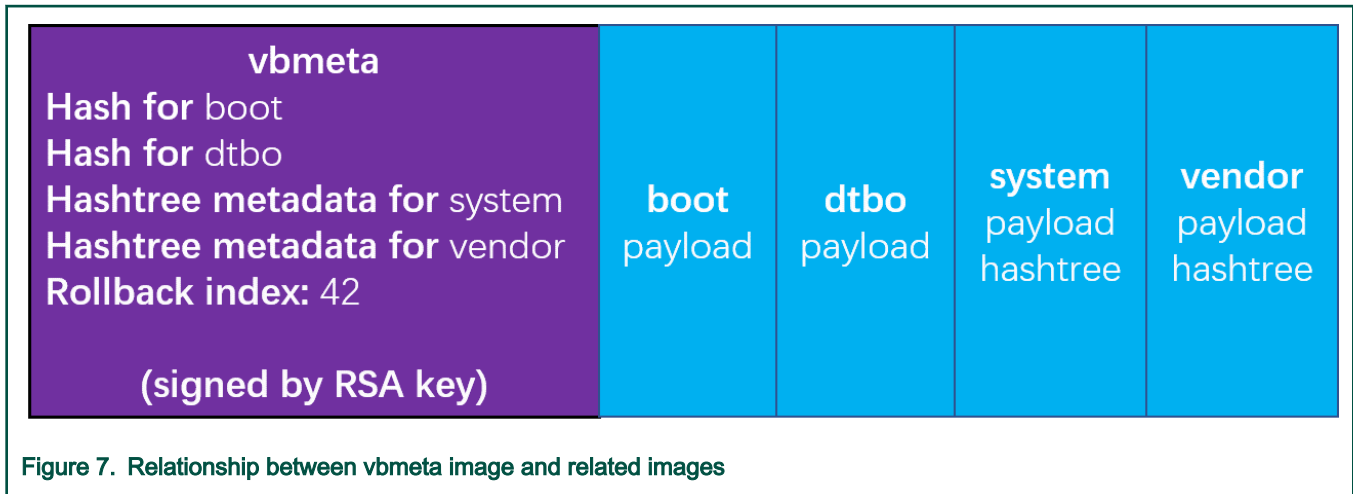 vbmeta
Hash for boot
Hash for dtbo
Hashtree metadata for system
Hashtree metadata for vendor
Rollback index: 42
(signed by RSA key)
boot
payload
dtbo
payload
system
payload
hashtree
vendor
payload
hashtree
Figure 7. Relationship between vbmeta image and related images